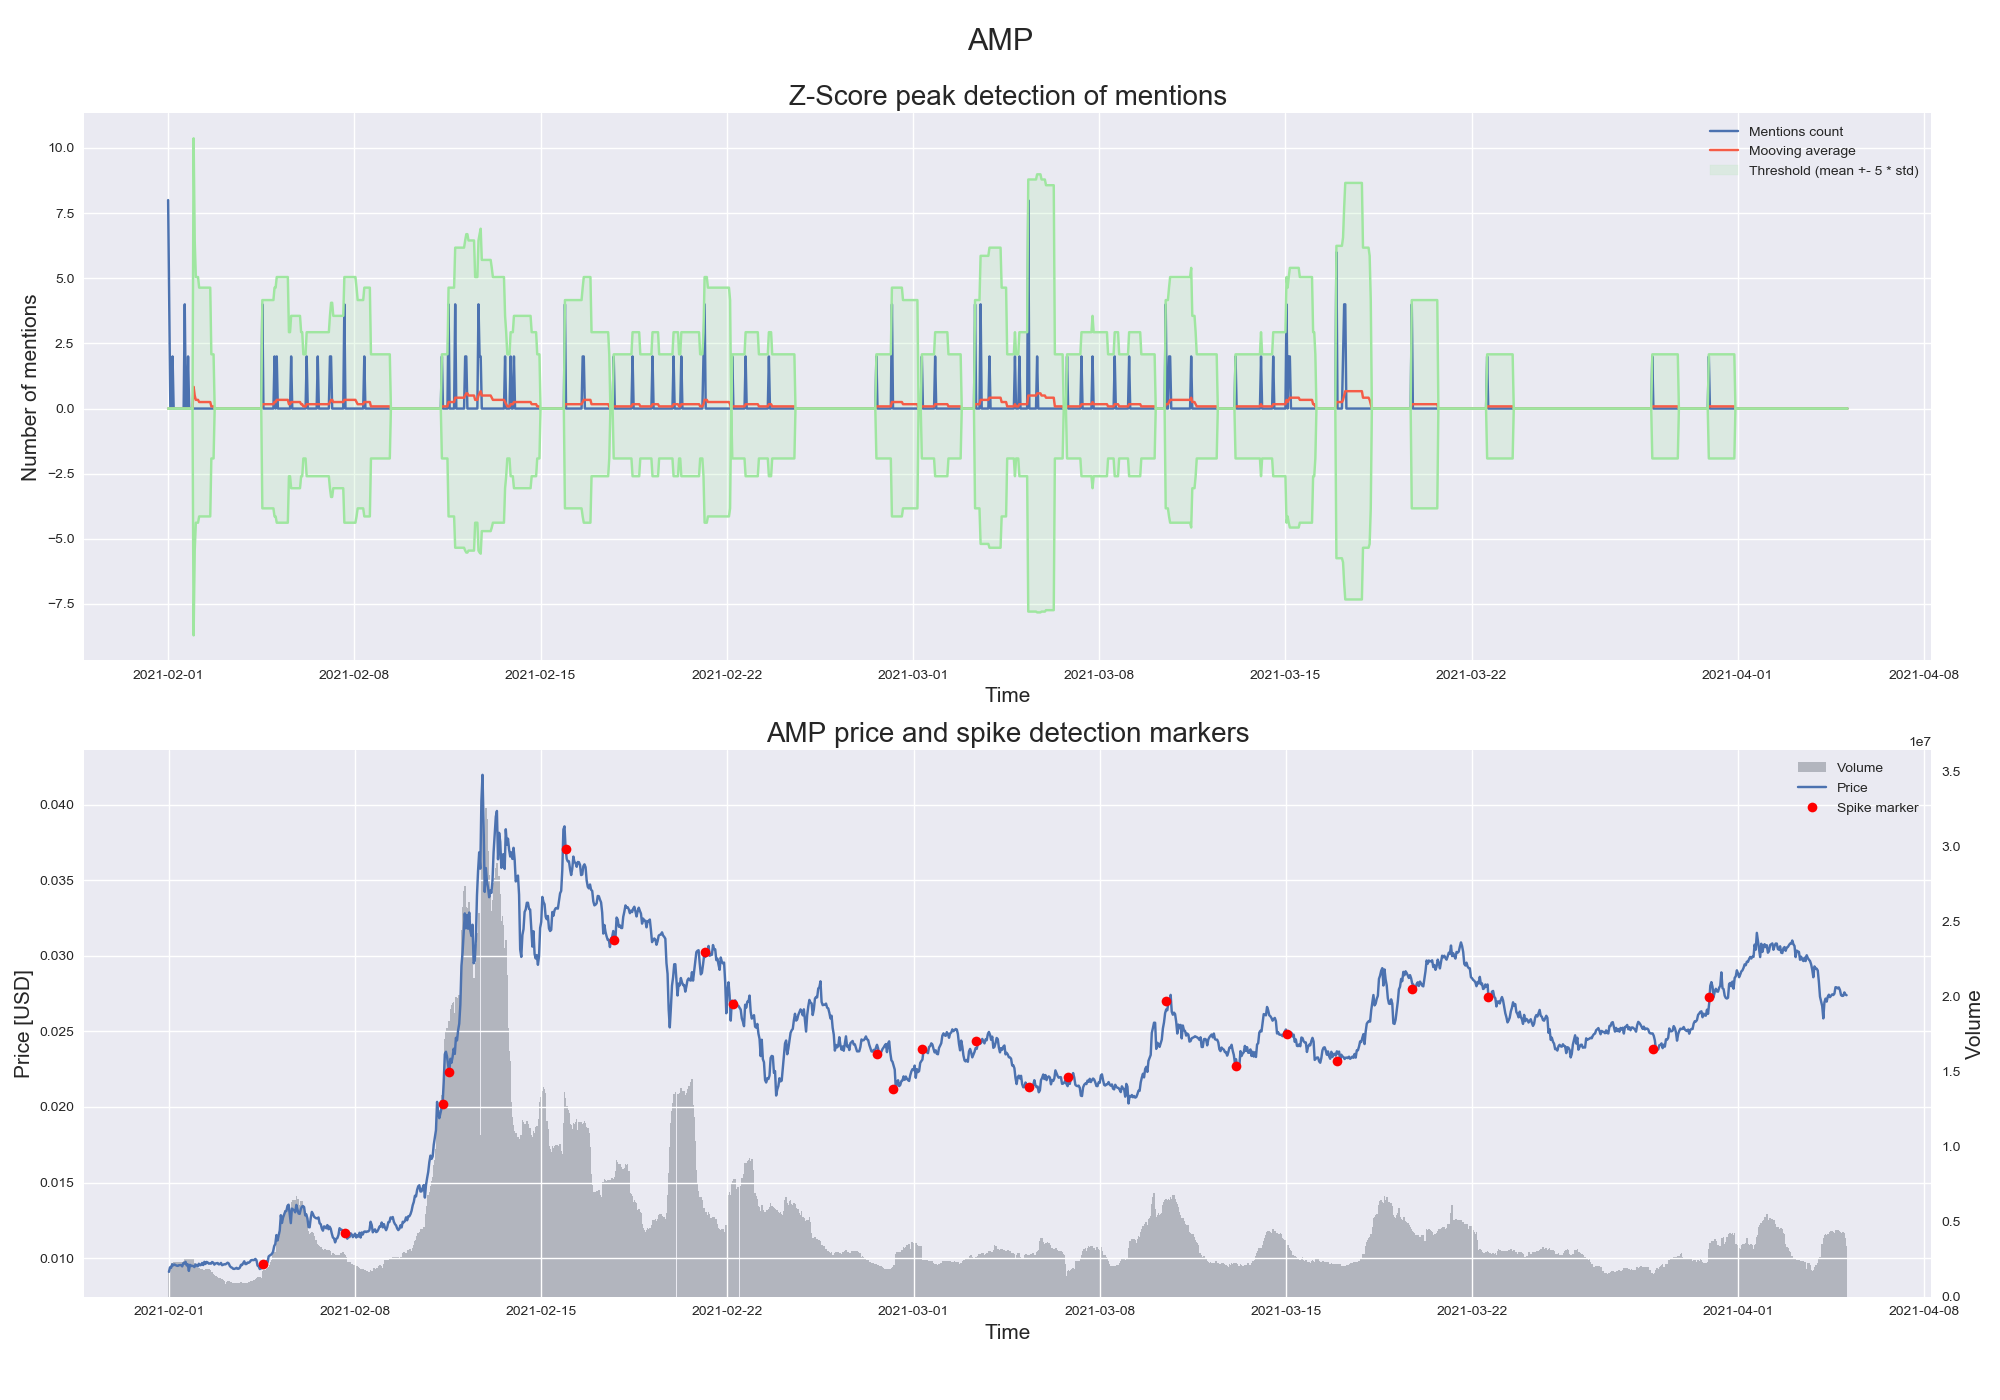 AMP
Z-Score peak detection of mentions
Mentions count
Mooving average
Threshold (mean +- 5 * std)
Number of mentions
10.0
7.5
5.0
2.5
0.0
−2.5
−5.0
−7.5
2021-02-01 2021-02-08 2021-02-15 2021-02-22 2021-03-01 2021-03-08 2021-03-15 2021-03-22 2021-04-01 2021-04-08
Time
AMP price and spike detection markers
1e7
Volume
Price
Spike marker
Price [USD]
0.040
0.035
0.030
0.025
0.020
0.015
0.010
3.5
3.0
2.5
2.0
1.5
1.0
0.5
0.0
Volume
2021-02-01 2021-02-08 2021-02-15 2021-02-22 2021-03-01 2021-03-08 2021-03-15 2021-03-22 2021-04-01 2021-04-08
Time